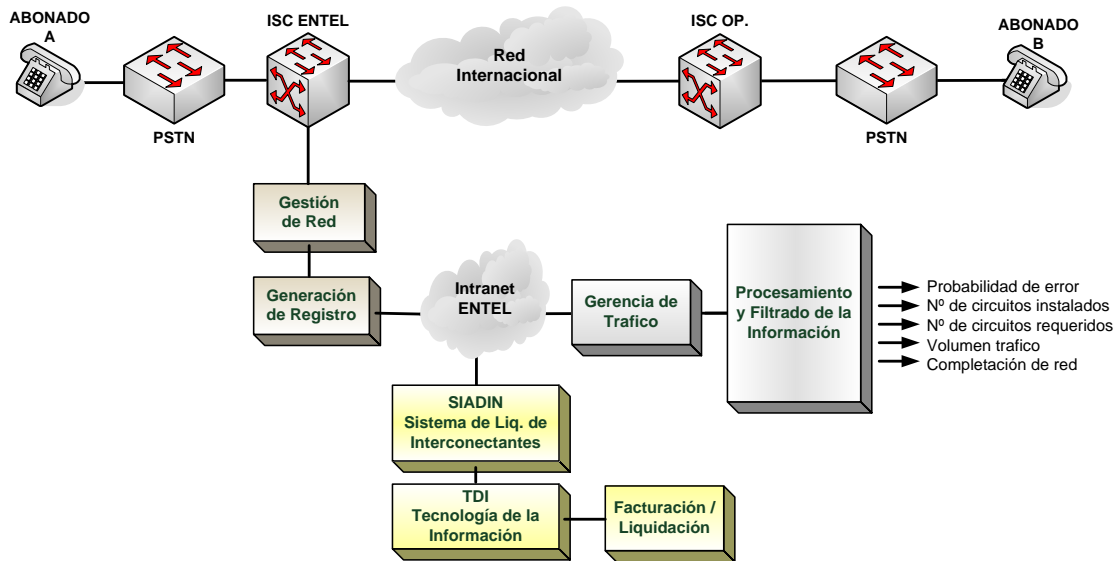 ABONADO
A
ISC ENTEL
ISC OP.
ABONADO
B
Red
Internacional
PSTN
PSTN
Gestión
de Red
Generación
de Registro
Intranet
ENTEL
Gerencia de
Trafico
Procesamiento
y Filtrado de la
Información
Probabilidad de error
Nº de circuitos instalados
Nº de circuitos requeridos
Volumen trafico
Completación de red
SIADIN
Sistema de Liq. de
Interconectantes
TDI
Tecnología de la
Información
Facturación /
Liquidación